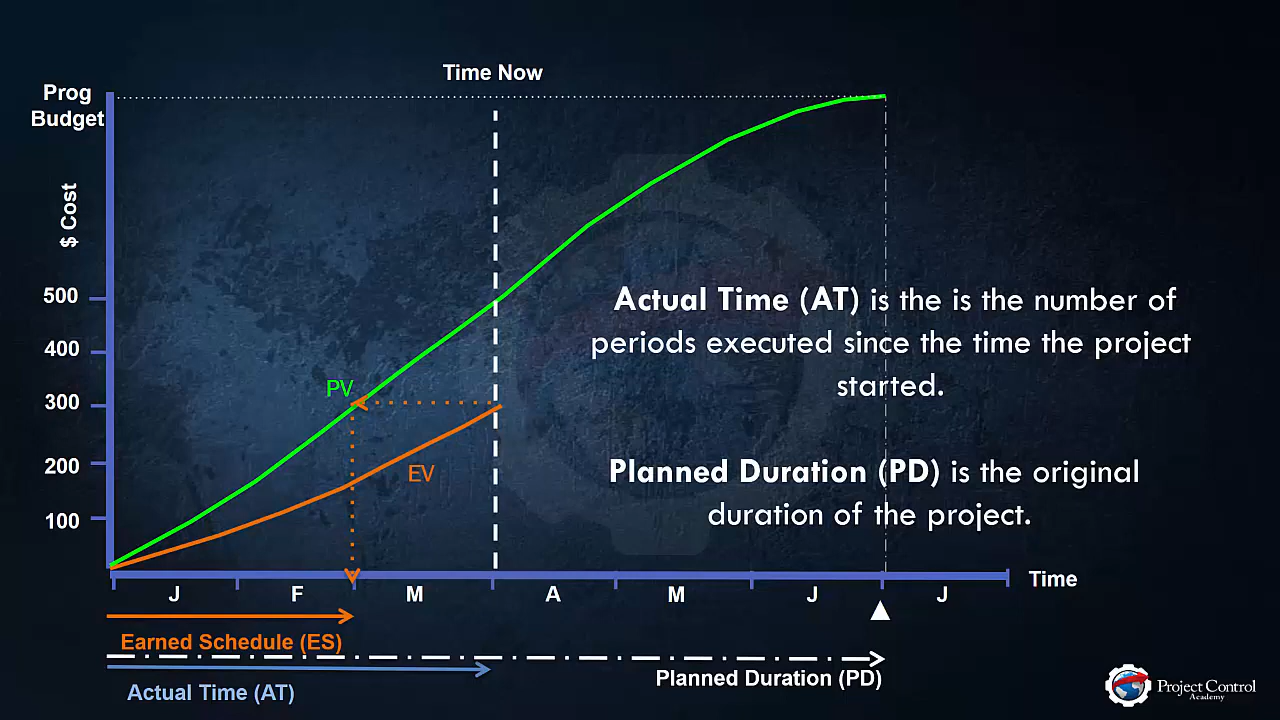 Time Now
Prog
Budget
$ Cost
500
400
300
200
100
PV
EV
Actual Time (AT) is the is the number of
periods executed since the time the project
started.
Planned Duration (PD) is the original
duration of the project.
J F M A M J J
Time
Earned Schedule (ES)
Planned Duration (PD)
Actual Time (AT)
Project Control
Academy